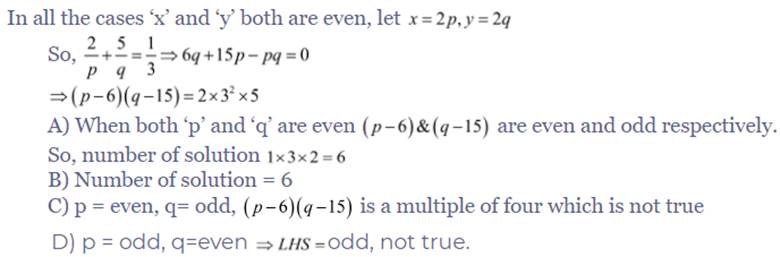 In all the cases ‘x’ and ‘y’ both are even, let x = 2p, y = 2q
So, 2/p + 5/q = 1/3 ⇒ 6q + 15p − pq = 0
⇒ (p−6)(q−15) = 2×3²×5
A) When both ‘p’ and ‘q’ are even (p−6)&(q−15) are even and odd respectively.
So, number of solution 1×3×2 = 6
B) Number of solution = 6
C) p = even, q= odd, (p−6)(q−15) is a multiple of four which is not true
D) p = odd, q=even ⇒ LHS = odd, not true.